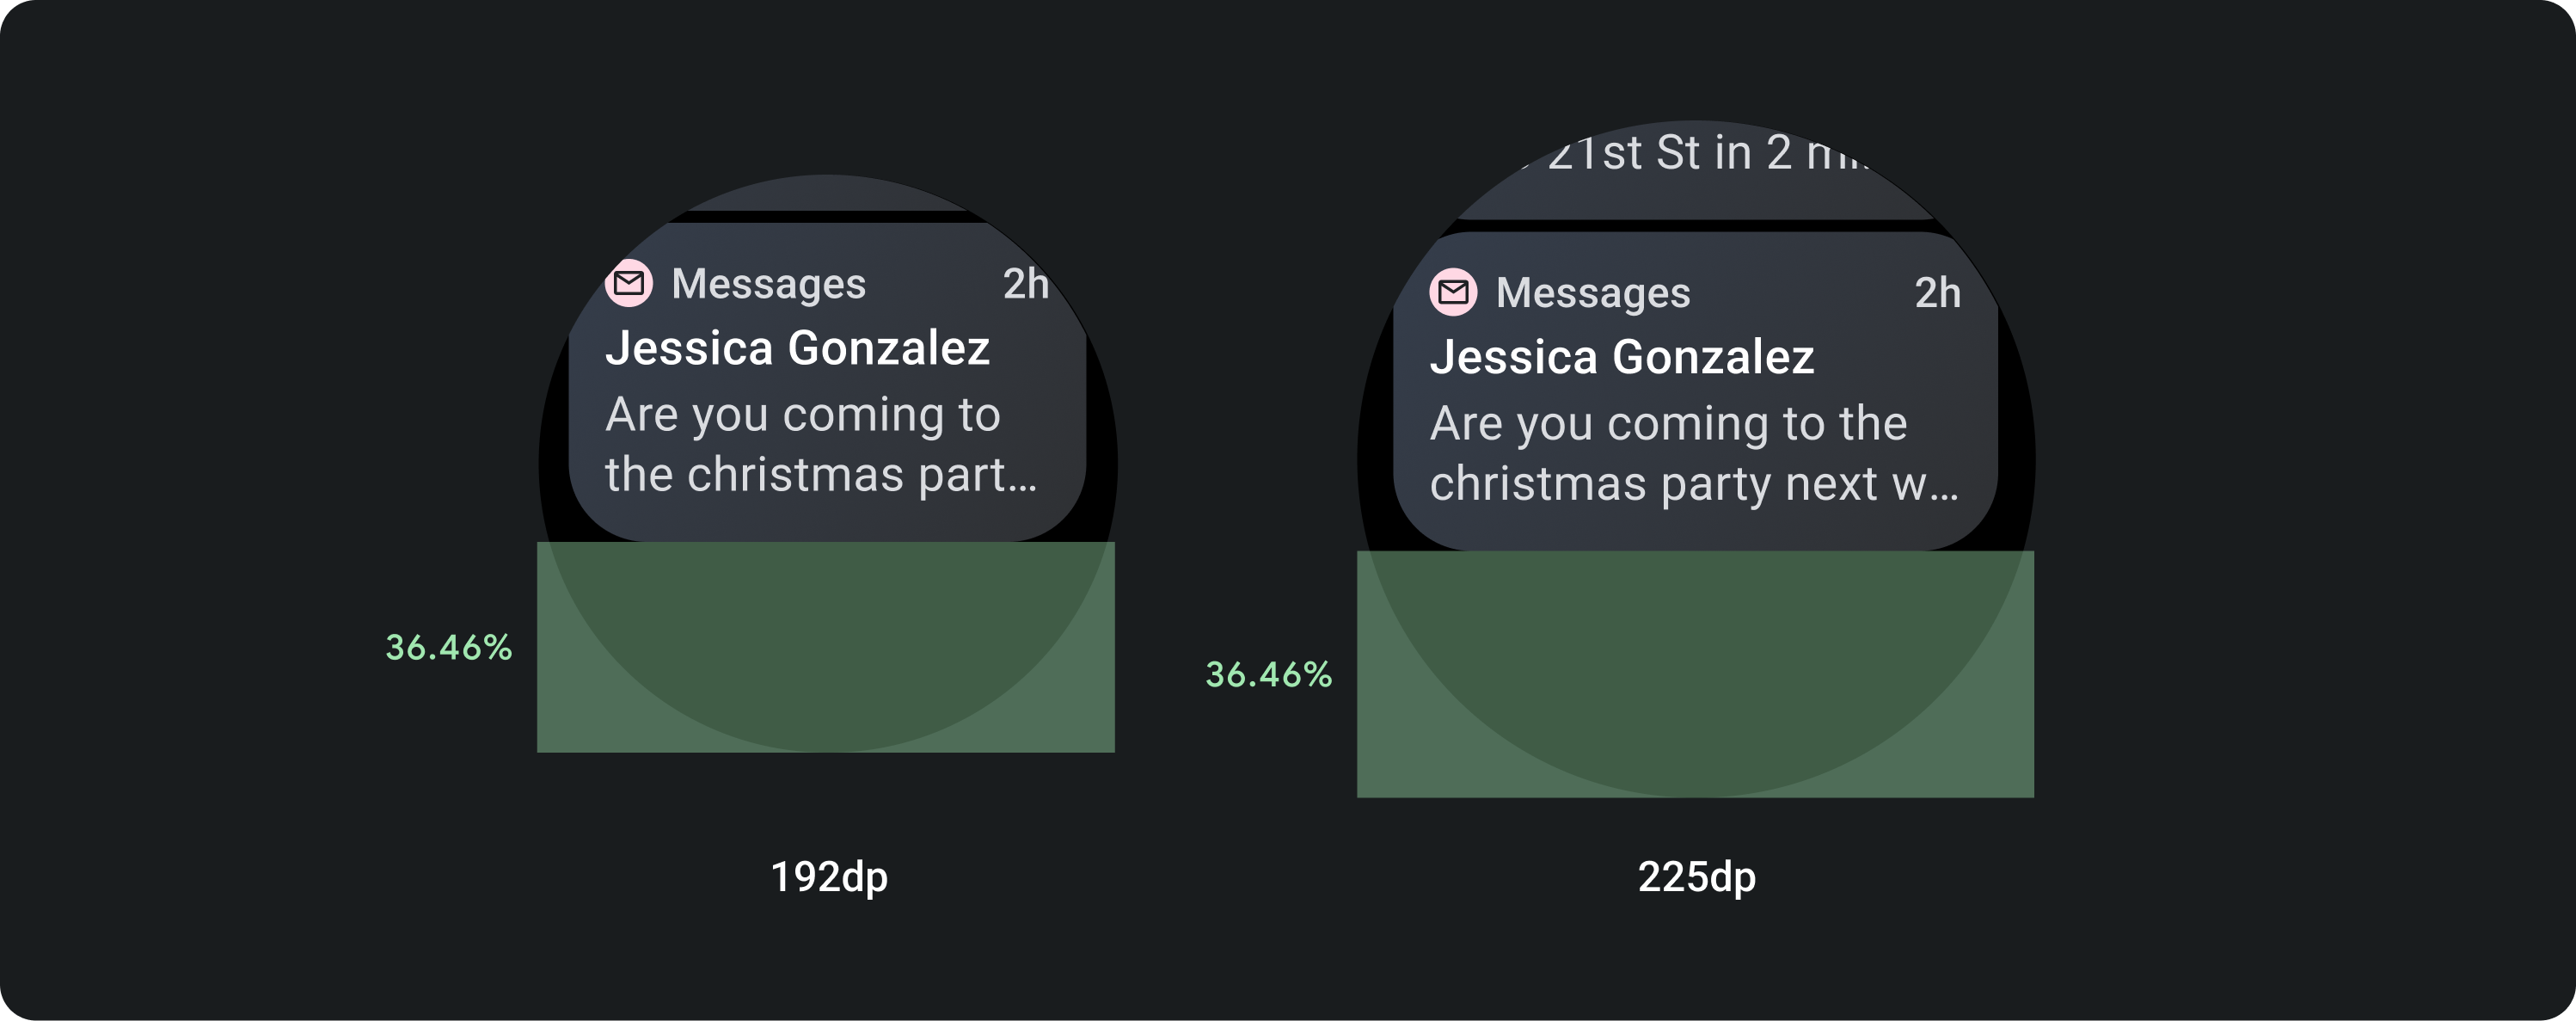 Messages 2h
Jessica Gonzalez
Are you coming to
the christmas part...
36.46%
192dp
21st St in 2
Messages 2h
Jessica Gonzalez
Are you coming to the
christmas party next w...
36.46%
225dp